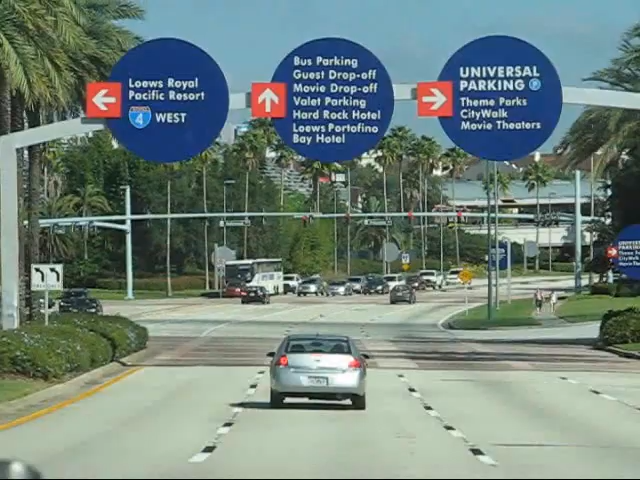 Loews Royal
Pacific Resort
4 WEST
Bus Parking
Guest Drop-off
Movie Drop-off
Valet Parking
Hard Rock Hotel
Loews Portofino
Bay Hotel
UNIVERSAL
PARKING P
Theme Parks
CityWalk
Movie Theaters